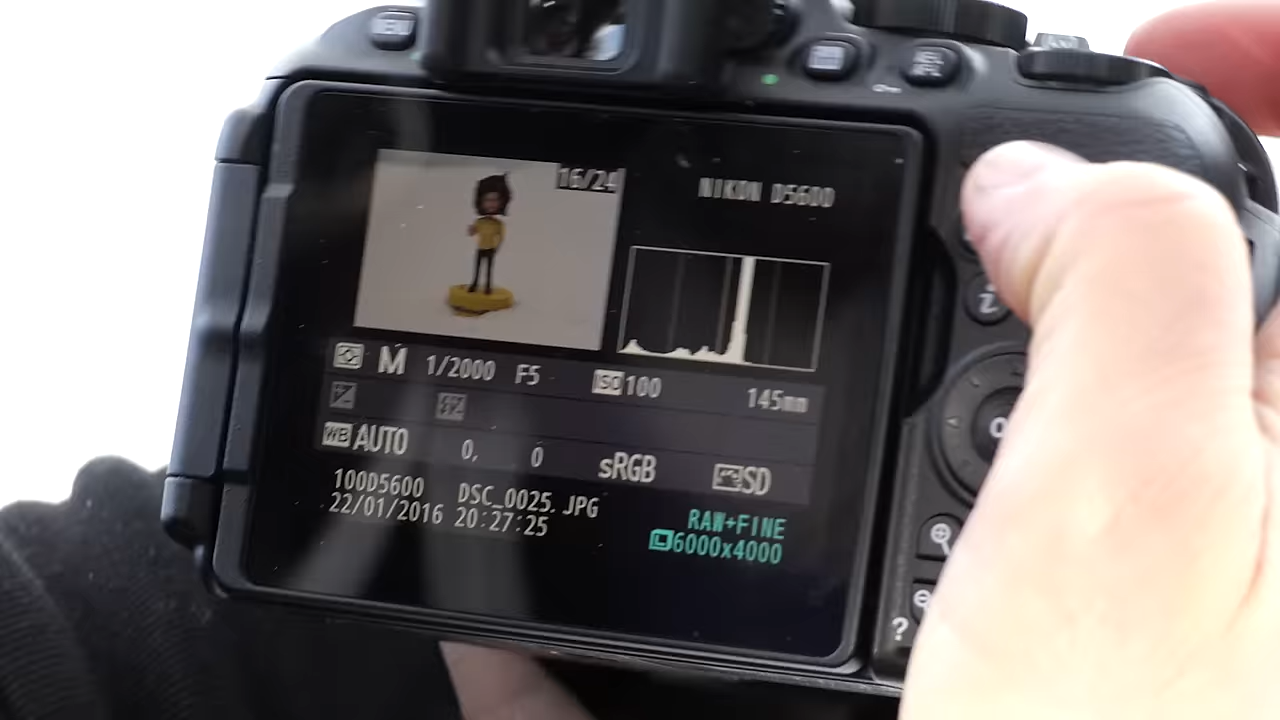 MENU
16/24
NIKON D5600
M 1/2000 F5 ISO 100 145mm
WB AUTO 0, 0 sRGB SD
100D5600 DSC_0025.JPG
22/01/2016 20:27:25
RAW+FINE
L 6000x4000
i
?